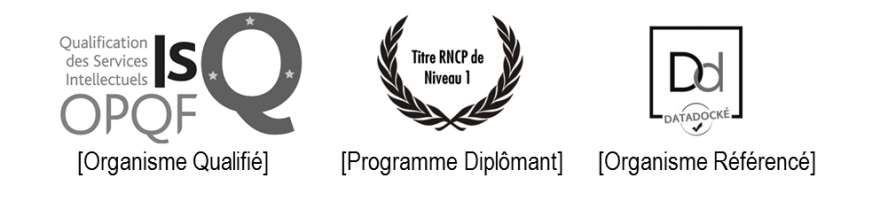 Qualification
des Services
Intellectuels
IsQ
OPQF
[Organisme Qualifié]
Titre RNCP de
Niveau 1
[Programme Diplômant]
Dd
DATADOCKÉ
[Organisme Référencé]